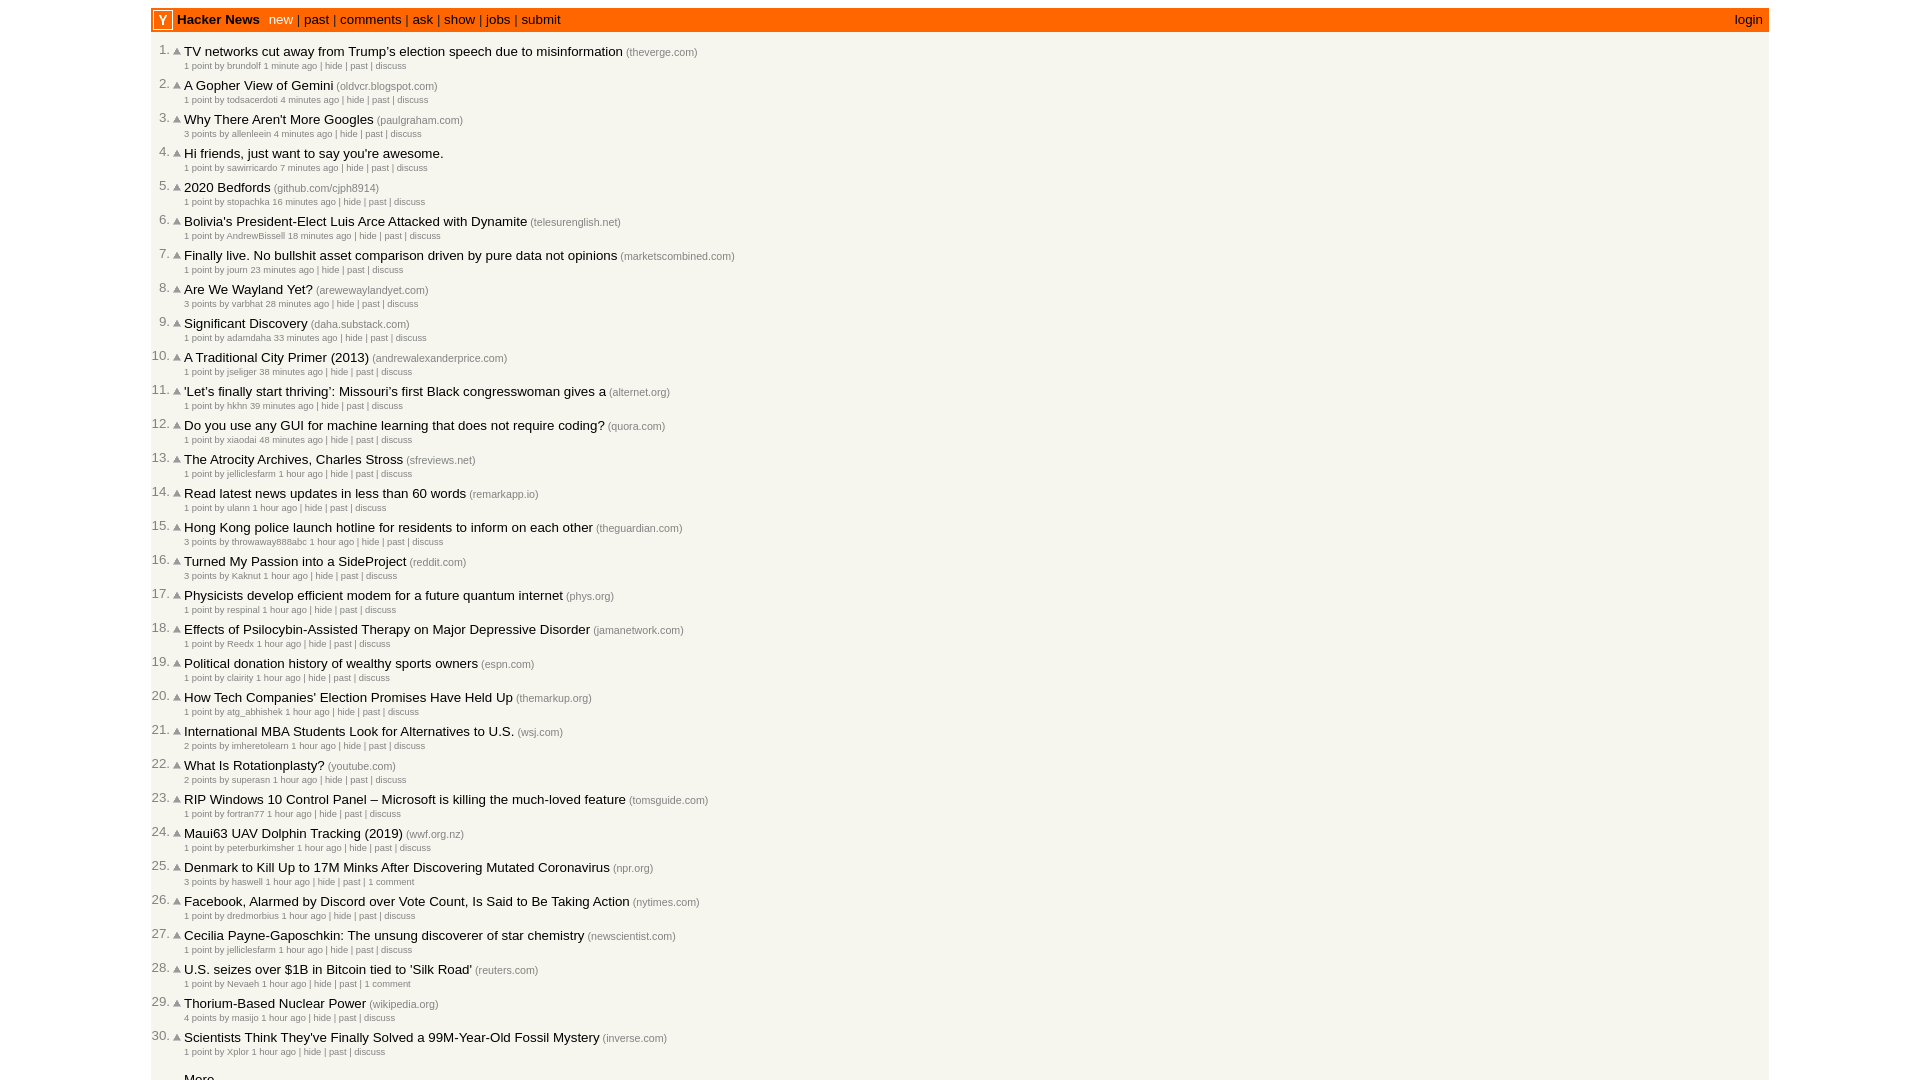 Y Hacker News new | past | comments | ask | show | jobs | submit login
1. TV networks cut away from Trump's election speech due to misinformation (theverge.com)
1 point by brundolf 1 minute ago | hide | past | discuss
2. A Gopher View of Gemini (oldvcr.blogspot.com)
1 point by todsacerdoti 4 minutes ago | hide | past | discuss
3. Why There Aren't More Googles (paulgraham.com)
3 points by allenleein 4 minutes ago | hide | past | discuss
4. Hi friends, just want to say you're awesome.
1 point by sawirricardo 7 minutes ago | hide | past | discuss
5. 2020 Bedfords (github.com/cjph8914)
1 point by stopachka 16 minutes ago | hide | past | discuss
6. Bolivia's President-Elect Luis Arce Attacked with Dynamite (telesurenglish.net)
1 point by AndrewBissell 18 minutes ago | hide | past | discuss
7. Finally live. No bullshit asset comparison driven by pure data not opinions (marketscombined.com)
1 point by journ 23 minutes ago | hide | past | discuss
8. Are We Wayland Yet? (arewewaylandyet.com)
3 points by varbhat 28 minutes ago | hide | past | discuss
9. Significant Discovery (daha.substack.com)
1 point by adamdaha 33 minutes ago | hide | past | discuss
10. A Traditional City Primer (2013) (andrewalexanderprice.com)
1 point by jseliger 38 minutes ago | hide | past | discuss
11. 'Let's finally start thriving': Missouri's first Black congresswoman gives a (alternet.org)
1 point by hkhn 39 minutes ago | hide | past | discuss
12. Do you use any GUI for machine learning that does not require coding? (quora.com)
1 point by xiaodai 48 minutes ago | hide | past | discuss
13. The Atrocity Archives, Charles Stross (sfreviews.net)
1 point by jelliclesfarm 1 hour ago | hide | past | discuss
14. Read latest news updates in less than 60 words (remarkapp.io)
1 point by ulann 1 hour ago | hide | past | discuss
15. Hong Kong police launch hotline for residents to inform on each other (theguardian.com)
3 points by throwaway888abc 1 hour ago | hide | past | discuss
16. Turned My Passion into a SideProject (reddit.com)
3 points by Kaknut 1 hour ago | hide | past | discuss
17. Physicists develop efficient modem for a future quantum internet (phys.org)
1 point by respinal 1 hour ago | hide | past | discuss
18. Effects of Psilocybin-Assisted Therapy on Major Depressive Disorder (jamanetwork.com)
1 point by Reedx 1 hour ago | hide | past | discuss
19. Political donation history of wealthy sports owners (espn.com)
1 point by clairity 1 hour ago | hide | past | discuss
20. How Tech Companies' Election Promises Have Held Up (themarkup.org)
1 point by atg_abhishek 1 hour ago | hide | past | discuss
21. International MBA Students Look for Alternatives to U.S. (wsj.com)
2 points by imheretolearn 1 hour ago | hide | past | discuss
22. What Is Rotationplasty? (youtube.com)
2 points by superasn 1 hour ago | hide | past | discuss
23. RIP Windows 10 Control Panel – Microsoft is killing the much-loved feature (tomsguide.com)
1 point by fortran77 1 hour ago | hide | past | discuss
24. Maui63 UAV Dolphin Tracking (2019) (wwf.org.nz)
1 point by peterburkimsher 1 hour ago | hide | past | discuss
25. Denmark to Kill Up to 17M Minks After Discovering Mutated Coronavirus (npr.org)
3 points by haswell 1 hour ago | hide | past | 1 comment
26. Facebook, Alarmed by Discord over Vote Count, Is Said to Be Taking Action (nytimes.com)
1 point by dredmorbius 1 hour ago | hide | past | discuss
27. Cecilia Payne-Gaposchkin: The unsung discoverer of star chemistry (newscientist.com)
1 point by jelliclesfarm 1 hour ago | hide | past | discuss
28. U.S. seizes over $1B in Bitcoin tied to 'Silk Road' (reuters.com)
1 point by Nevaeh 1 hour ago | hide | past | 1 comment
29. Thorium-Based Nuclear Power (wikipedia.org)
4 points by masijo 1 hour ago | hide | past | discuss
30. Scientists Think They've Finally Solved a 99M-Year-Old Fossil Mystery (inverse.com)
1 point by Xplor 1 hour ago | hide | past | discuss
More